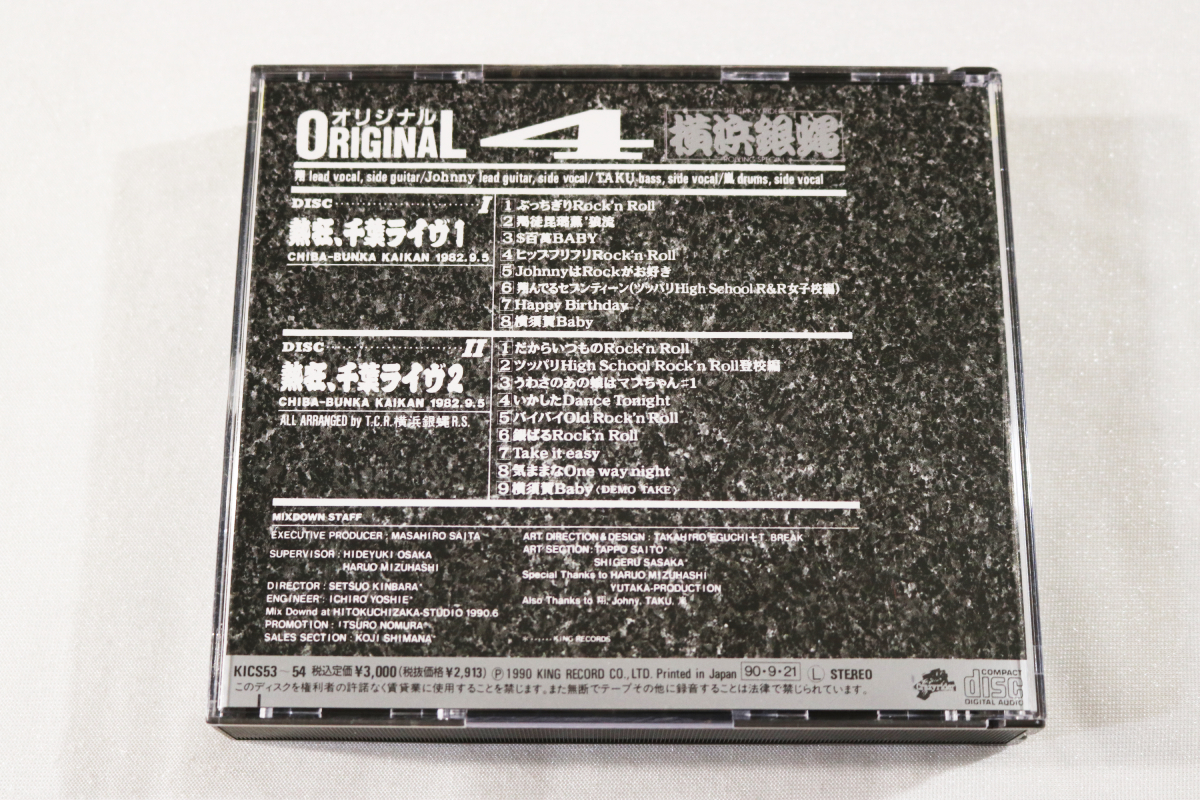 オリジナル
ORIGINAL 4 横浜銀蝿
ROLLING SPECIAL
翔 lead vocal, side guitar/Johnny lead guitar, side vocal/TAKU bass, side vocal/嵐 drums, side vocal
DISC I
熱狂、千葉ライヴ1
CHIBA-BUNKA KAIKAN 1982.9.5
1 ぶっちぎりRock'n Roll
2 翔徒毘瑠薫'狼琉
3 $百萬BABY
4 ヒップフリフリRock'n Roll
5 JohnnyはRockがお好き
6 翔んでるセブンティーン(ツッパリHigh School R&R女子校編)
7 Happy Birthday
8 横須賀Baby
DISC II
熱狂、千葉ライヴ2
CHIBA-BUNKA KAIKAN 1982.9.5
ALL ARRANGED by T.C.R.横浜銀蝿R.S.
1 だからいつものRock'n Roll
2 ツッパリHigh School Rock'n Roll登校編
3 うわさのあの娘はマブちゃん#1
4 いかしたDance Tonight
5 バイバイOld Rock'n Roll
6 銀ばるRock'n Roll
7 Take it easy
8 気ままなOne way night
9 横須賀Baby (DEMO TAKE)
MIXDOWN STAFF
EXECUTIVE PRODUCER : MASAHIRO SAITA
SUPERVISOR : HIDEYUKI OSAKA
HARUO MIZUHASHI
DIRECTOR : SETSUO KINBARA*
ENGINEER : ICHIRO YOSHIE*
Mix Downd at HITOKUCHIZAKA-STUDIO 1990.6
PROMOTION : ITSURO NOMURA*
SALES SECTION : KOJI SHIMANA*
ART DIRECTION & DESIGN : TAKAHIRO EGUCHI+T. BREAK
ART SECTION : TAPPO SAITO*
SHIGERU SASAKA*
Special Thanks to HARUO MIZUHASHI
YUTAKA-PRODUCTION
Also Thanks to 翔, Johny, TAKU, 嵐
*······KING RECORDS
KICS53～54 税込定価¥3,000(税抜価格¥2,913) Ⓟ1990 KING RECORD CO., LTD. Printed in Japan 90・9・21 Ⓛ STEREO
このディスクを権利者の許諾なく賃貸業に使用することを禁じます。また無断でテープその他に録音することは法律で禁じられています。
COMPACT
disc
DIGITAL AUDIO